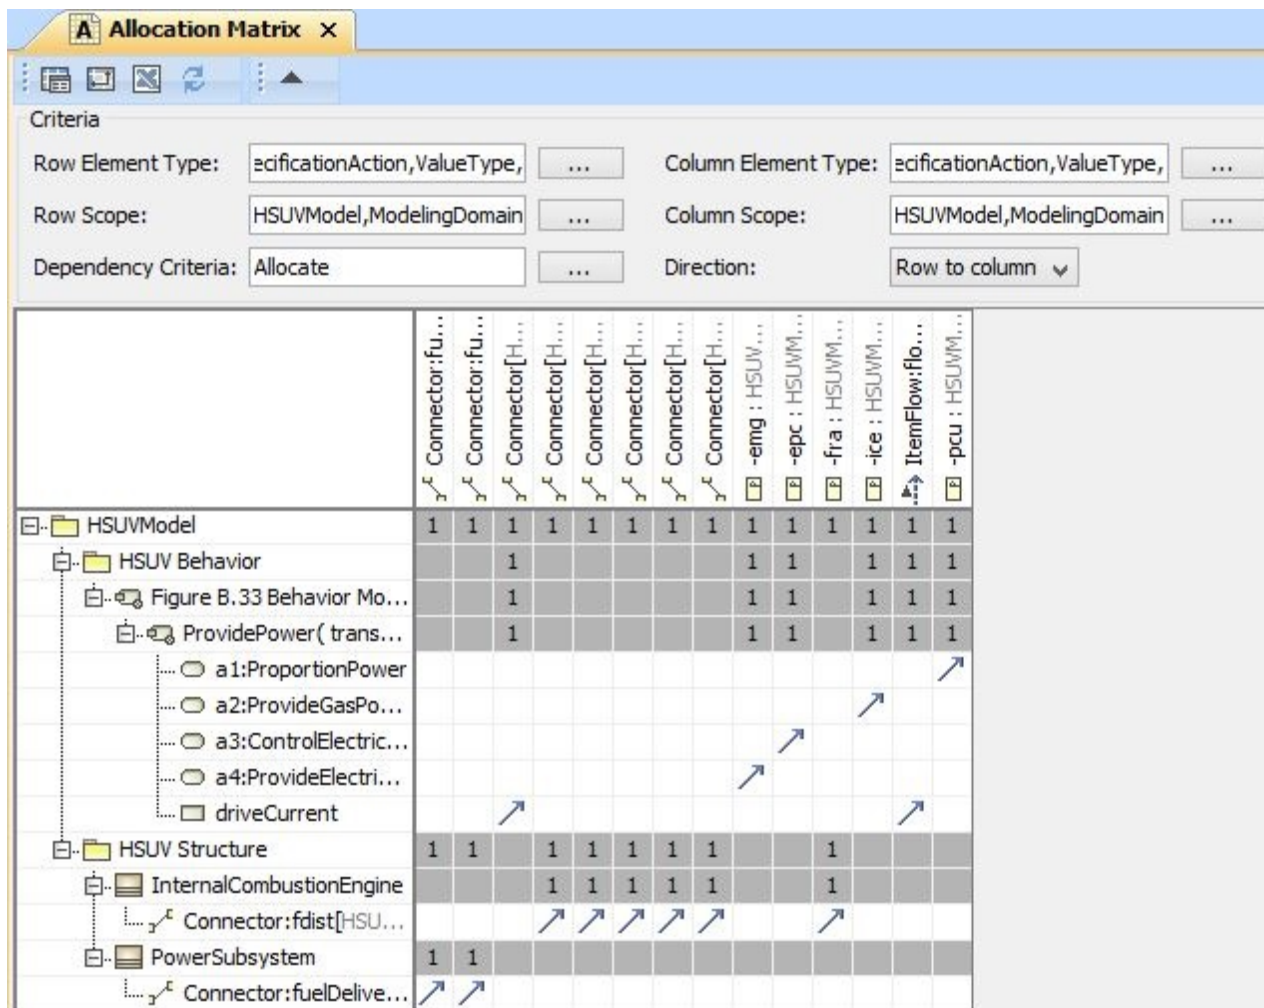 A Allocation Matrix X
Criteria
Row Element Type: ecificationAction,ValueType, ... Column Element Type: ecificationAction,ValueType, ...
Row Scope: HSUVModel,ModelingDomain ... Column Scope: HSUVModel,ModelingDomain ...
Dependency Criteria: Allocate ... Direction: Row to column
Connector:fu...
Connector:fu...
Connector[H...
Connector[H...
Connector[H...
Connector[H...
Connector[H...
Connector[H...
-emg : HSUV...
-epc : HSUVM...
-fra : HSUVM...
-ice : HSUVM...
ItemFlow:flo...
-pcu : HSUVM...
HSUVModel 1 1 1 1 1 1 1 1 1 1 1 1 1 1
HSUV Behavior 1 1 1 1 1 1
Figure B.33 Behavior Mo... 1 1 1 1 1 1
ProvidePower( trans... 1 1 1 1 1 1
a1:ProportionPower
a2:ProvideGasPo...
a3:ControlElectric...
a4:ProvideElectri...
driveCurrent
HSUV Structure 1 1 1 1 1 1 1 1
InternalCombustionEngine 1 1 1 1 1 1
Connector:fdist[HSU...
PowerSubsystem 1 1
Connector:fuelDelive...